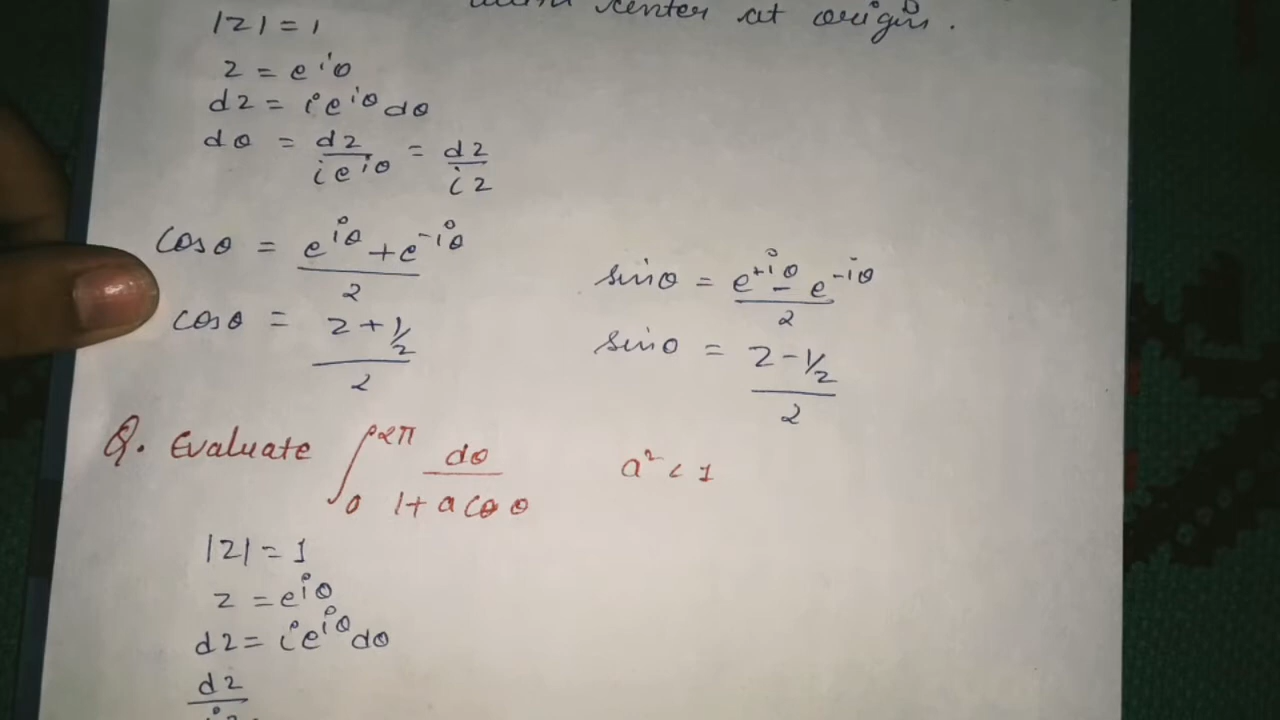 center at origin.
|z| = 1
z = e^{iθ}
dz = ie^{iθ} dθ
dθ = dz/ie^{iθ} = dz/iz
cosθ = (e^{iθ} + e^{-iθ})/2
sinθ = (e^{+iθ} - e^{-iθ})/2
cosθ = (z + 1/z)/2
sinθ = (z - 1/z)/2
Q. Evaluate ∫_0^{2π} dθ/(1 + a cosθ) a² < 1
|z| = 1
z = e^{iθ}
dz = ie^{iθ} dθ
dz/iz